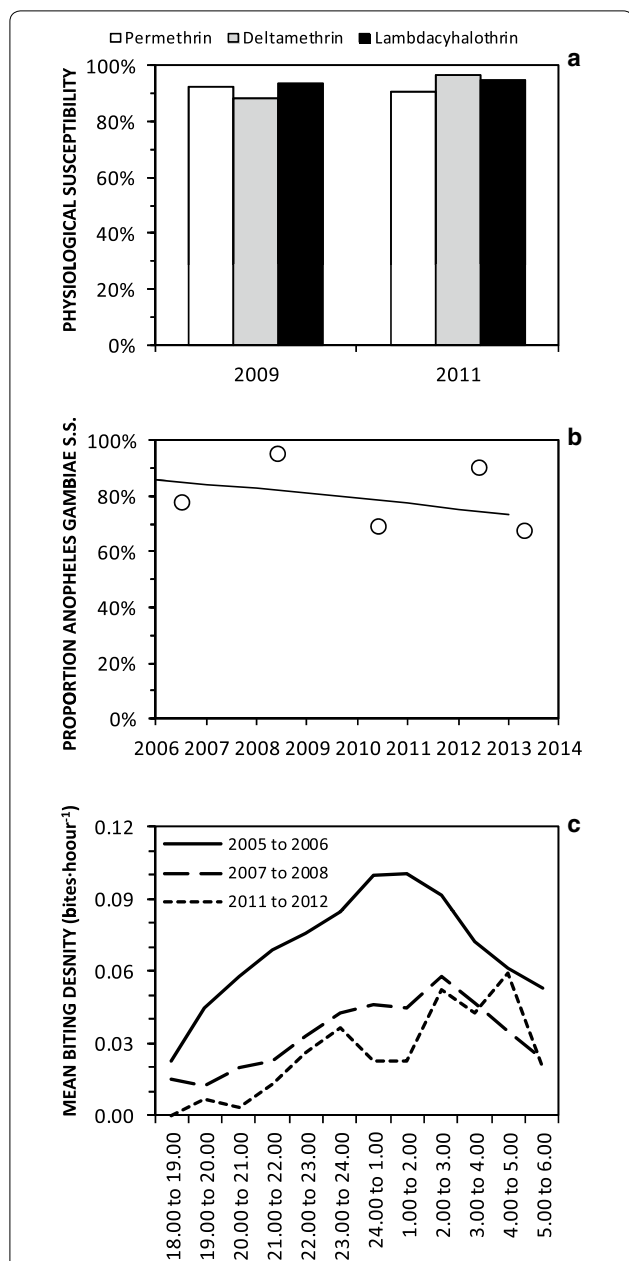 Permethrin Deltamethrin Lambdacyhalothrin
a
PHYSIOLOGICAL SUSCEPTIBILITY
100%
80%
60%
40%
20%
0%
2009 2011
b
PROPORTION ANOPHELES GAMBIAE S.S.
100%
80%
60%
40%
20%
0%
2006 2007 2008 2009 2010 2011 2012 2013 2014
c
MEAN BITING DESNITY (bites·hoour⁻¹)
0.12
0.09
0.06
0.03
0.00
2005 to 2006
2007 to 2008
2011 to 2012
18.00 to 19.00
19.00 to 20.00
20.00 to 21.00
21.00 to 22.00
22.00 to 23.00
23.00 to 24.00
24.00 to 1.00
1.00 to 2.00
2.00 to 3.00
3.00 to 4.00
4.00 to 5.00
5.00 to 6.00